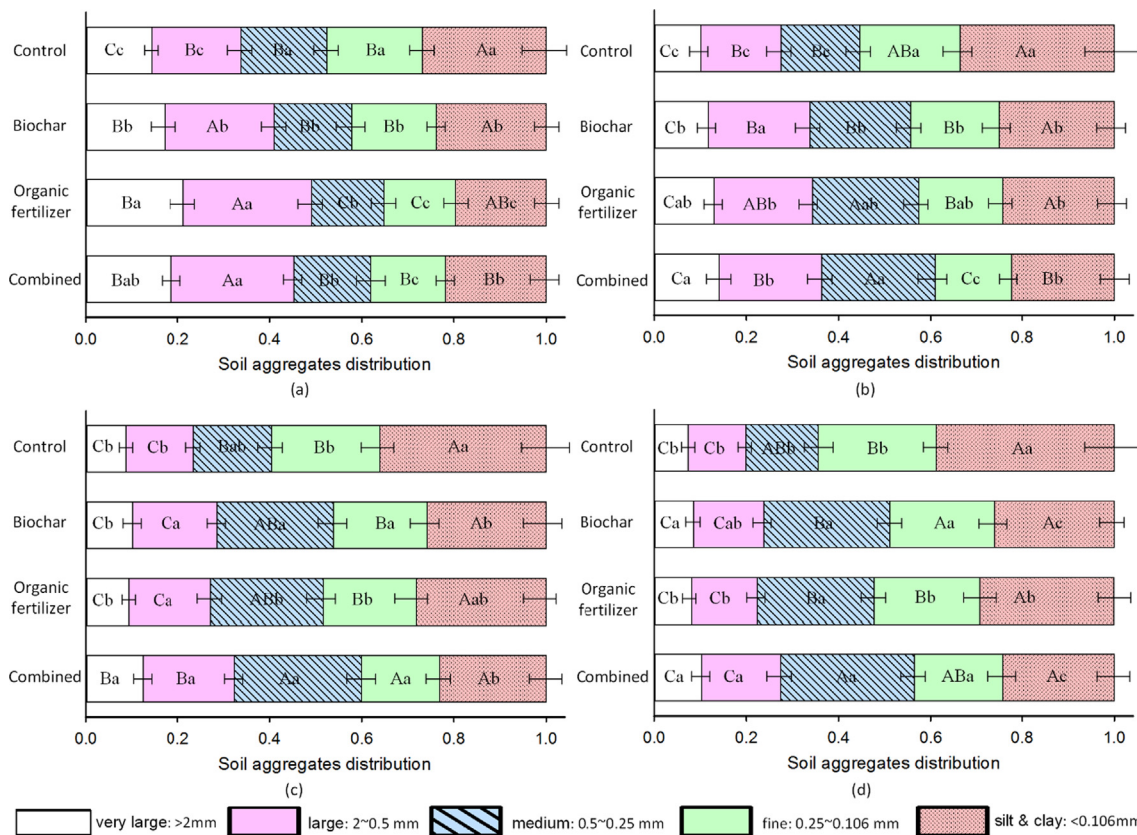 Control Cc Bc Ba Ba Aa
Biochar Bb Ab Bb Bb Ab
Organic
fertilizer Ba Aa Cb Cc ABc
Combined Bab Aa Bb Bc Bb
0.0 0.2 0.4 0.6 0.8 1.0
Soil aggregates distribution
(a)
Control Cc Bc Bc ABa Aa
Biochar Cb Ba Bb Bb Ab
Organic
fertilizer Cab ABb Aab Bab Ab
Combined Ca Bb Aa Cc Bb
0.0 0.2 0.4 0.6 0.8 1.0
Soil aggregates distribution
(b)
Control Cb Cb Bab Bb Aa
Biochar Cb Ca ABa Ba Ab
Organic
fertilizer Cb Ca ABb Bb Aab
Combined Ba Ba Aa Aa Ab
0.0 0.2 0.4 0.6 0.8 1.0
Soil aggregates distribution
(c)
Control Cb Cb ABb Bb Aa
Biochar Ca Cab Ba Aa Ac
Organic
fertilizer Cb Cb Ba Bb Ab
Combined Ca Ca Aa ABa Ac
0.0 0.2 0.4 0.6 0.8 1.0
Soil aggregates distribution
(d)
very large: >2mm large: 2~0.5 mm medium: 0.5~0.25 mm fine: 0.25~0.106 mm silt & clay: <0.106mm